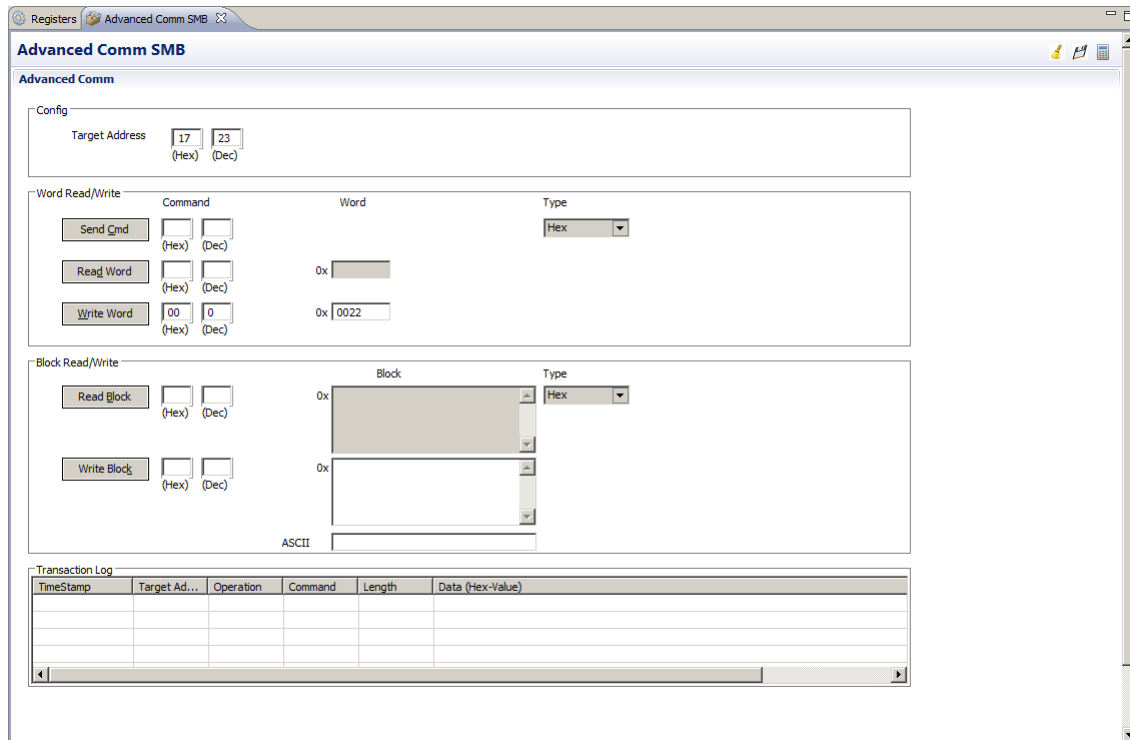 Registers Advanced Comm SMB
Advanced Comm SMB
Advanced Comm
Config
Target Address 17 23
(Hex) (Dec)
Word Read/Write
Command Word Type
Send Cmd Hex
(Hex) (Dec)
Read Word 0x
(Hex) (Dec)
Write Word 00 0 0x 0022
(Hex) (Dec)
Block Read/Write
Block Type
Read Block 0x Hex
(Hex) (Dec)
Write Block 0x
(Hex) (Dec)
ASCII
Transaction Log
TimeStamp Target Ad... Operation Command Length Data (Hex-Value)